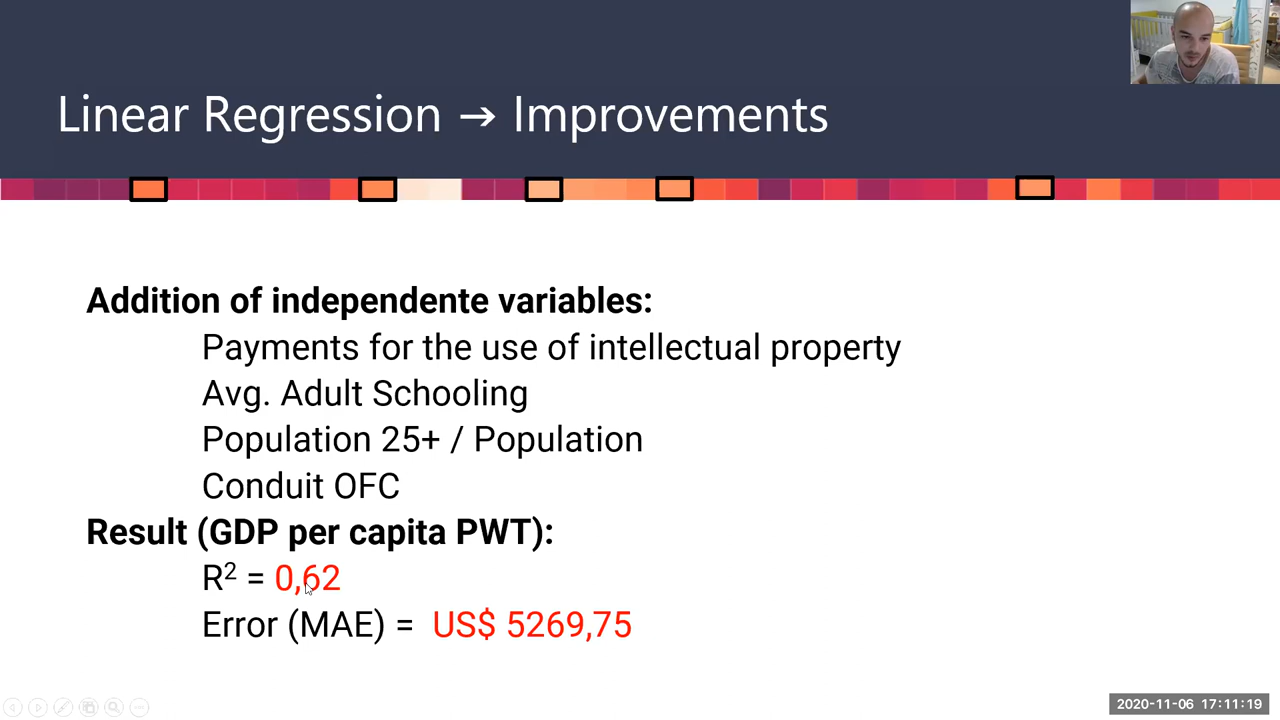 Linear Regression → Improvements
Addition of independente variables:
Payments for the use of intellectual property
Avg. Adult Schooling
Population 25+ / Population
Conduit OFC
Result (GDP per capita PWT):
R² = 0,62
Error (MAE) = US$ 5269,75
2020-11-06 17:11:19